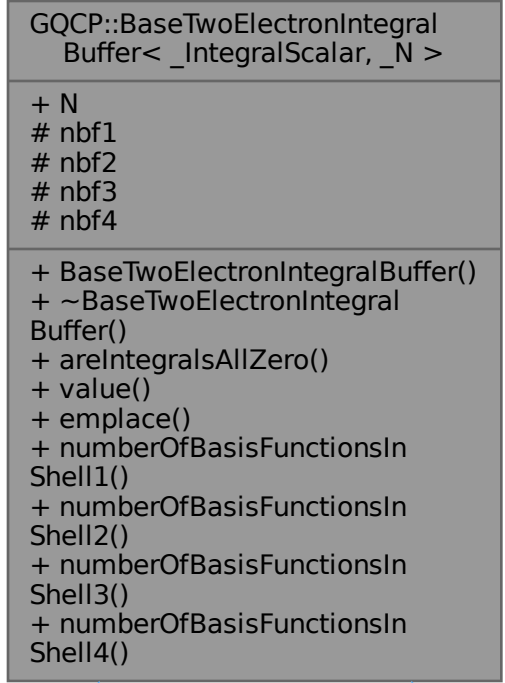 GQCP::BaseTwoElectronIntegral
Buffer< _IntegralScalar, _N >
+ N
# nbf1
# nbf2
# nbf3
# nbf4
+ BaseTwoElectronIntegralBuffer()
+ ~BaseTwoElectronIntegral
Buffer()
+ areIntegralsAllZero()
+ value()
+ emplace()
+ numberOfBasisFunctionsIn
Shell1()
+ numberOfBasisFunctionsIn
Shell2()
+ numberOfBasisFunctionsIn
Shell3()
+ numberOfBasisFunctionsIn
Shell4()